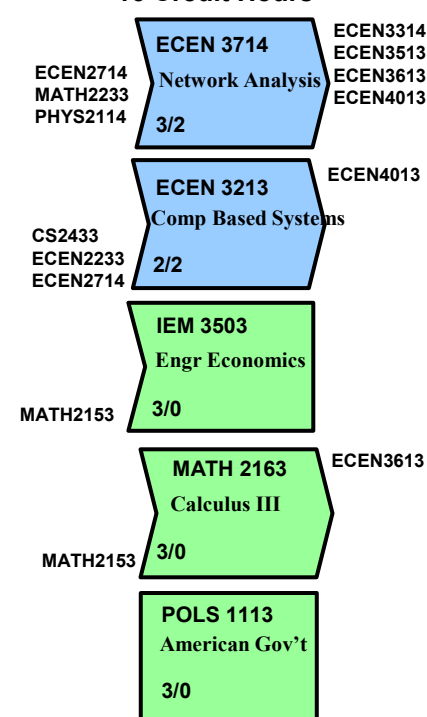 Credit Hours
ECEN 3714
Network Analysis
3/2
ECEN2714
MATH2233
PHYS2114
ECEN3314
ECEN3513
ECEN3613
ECEN4013
ECEN 3213
Comp Based Systems
2/2
CS2433
ECEN2233
ECEN2714
ECEN4013
IEM 3503
Engr Economics
3/0
MATH2153
MATH 2163
Calculus III
3/0
MATH2153
ECEN3613
POLS 1113
American Gov’t
3/0